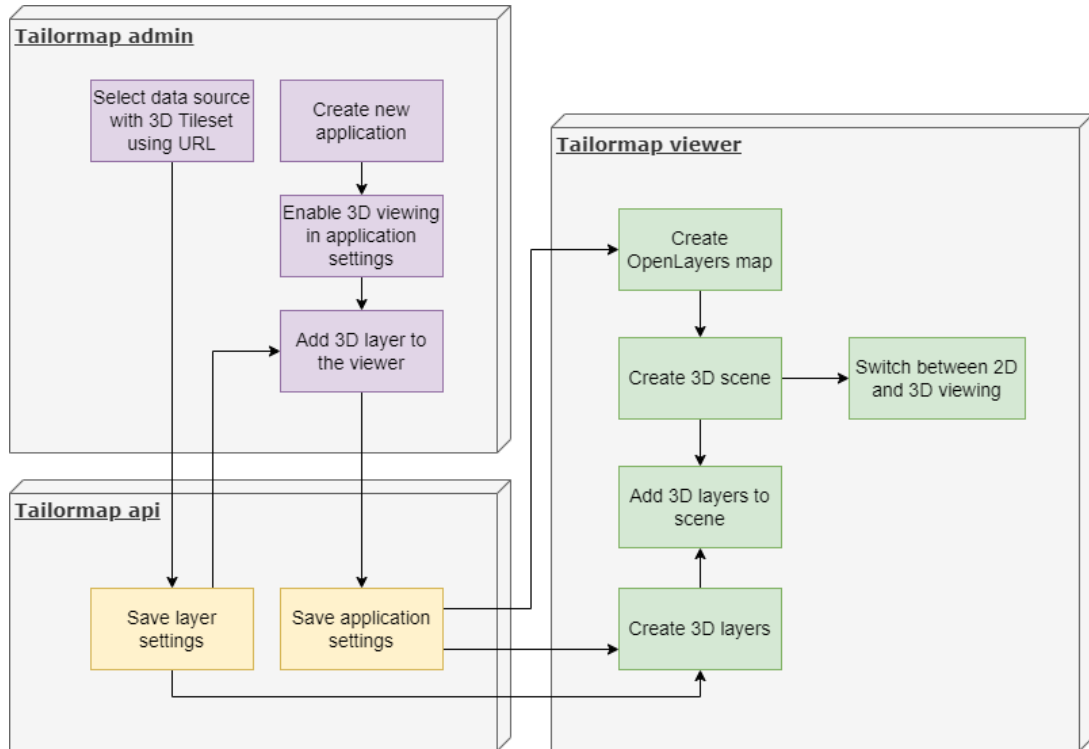 Tailormap admin
Select data source
with 3D Tileset
using URL
Create new
application
Enable 3D viewing
in application
settings
Add 3D layer to
the viewer
Tailormap api
Save layer
settings
Save application
settings
Tailormap viewer
Create
OpenLayers map
Create 3D scene
Switch between 2D
and 3D viewing
Add 3D layers to
scene
Create 3D layers